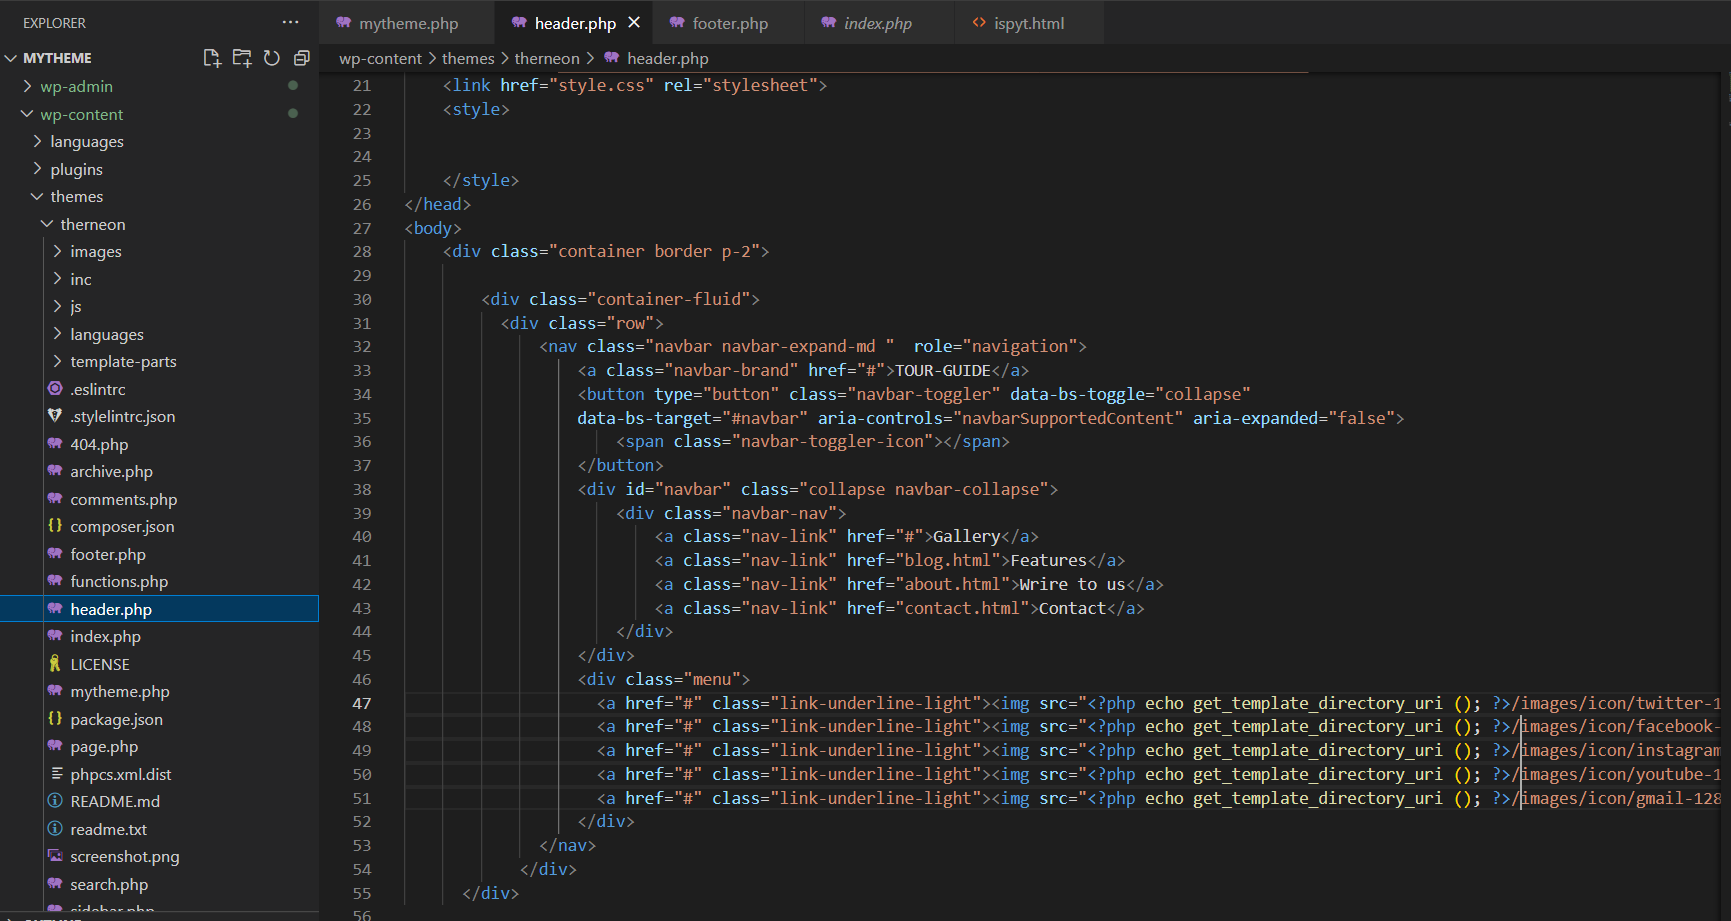 EXPLORER
MYTHEME
wp-admin
wp-content
languages
plugins
themes
therneon
images
inc
js
languages
template-parts
.eslintrc
.stylelintrc.json
404.php
archive.php
comments.php
composer.json
footer.php
functions.php
header.php
index.php
LICENSE
mytheme.php
package.json
page.php
phpcs.xml.dist
README.md
readme.txt
screenshot.png
search.php
sidebar.php
mytheme.php header.php footer.php index.php <> ispyt.html
wp-content > themes > therneon > header.php
21 <link href="style.css" rel="stylesheet">
22 <style>
23
24
25 </style>
26 </head>
27 <body>
28 <div class="container border p-2">
29
30 <div class="container-fluid">
31 <div class="row">
32 <nav class="navbar navbar-expand-md "  role="navigation">
33 <a class="navbar-brand" href="#">TOUR-GUIDE</a>
34 <button type="button" class="navbar-toggler" data-bs-toggle="collapse"
35 data-bs-target="#navbar" aria-controls="navbarSupportedContent" aria-expanded="false">
36 <span class="navbar-toggler-icon"></span>
37 </button>
38 <div id="navbar" class="collapse navbar-collapse">
39 <div class="navbar-nav">
40 <a class="nav-link" href="#">Gallery</a>
41 <a class="nav-link" href="blog.html">Features</a>
42 <a class="nav-link" href="about.html">Wrire to us</a>
43 <a class="nav-link" href="contact.html">Contact</a>
44 </div>
45 </div>
46 <div class="menu">
47 <a href="#" class="link-underline-light"><img src="<?php echo get_template_directory_uri (); ?>/images/icon/twitter-1
48 <a href="#" class="link-underline-light"><img src="<?php echo get_template_directory_uri (); ?>/images/icon/facebook-
49 <a href="#" class="link-underline-light"><img src="<?php echo get_template_directory_uri (); ?>/images/icon/instagram
50 <a href="#" class="link-underline-light"><img src="<?php echo get_template_directory_uri (); ?>/images/icon/youtube-1
51 <a href="#" class="link-underline-light"><img src="<?php echo get_template_directory_uri (); ?>/images/icon/gmail-128
52 </div>
53 </nav>
54 </div>
55 </div>
56